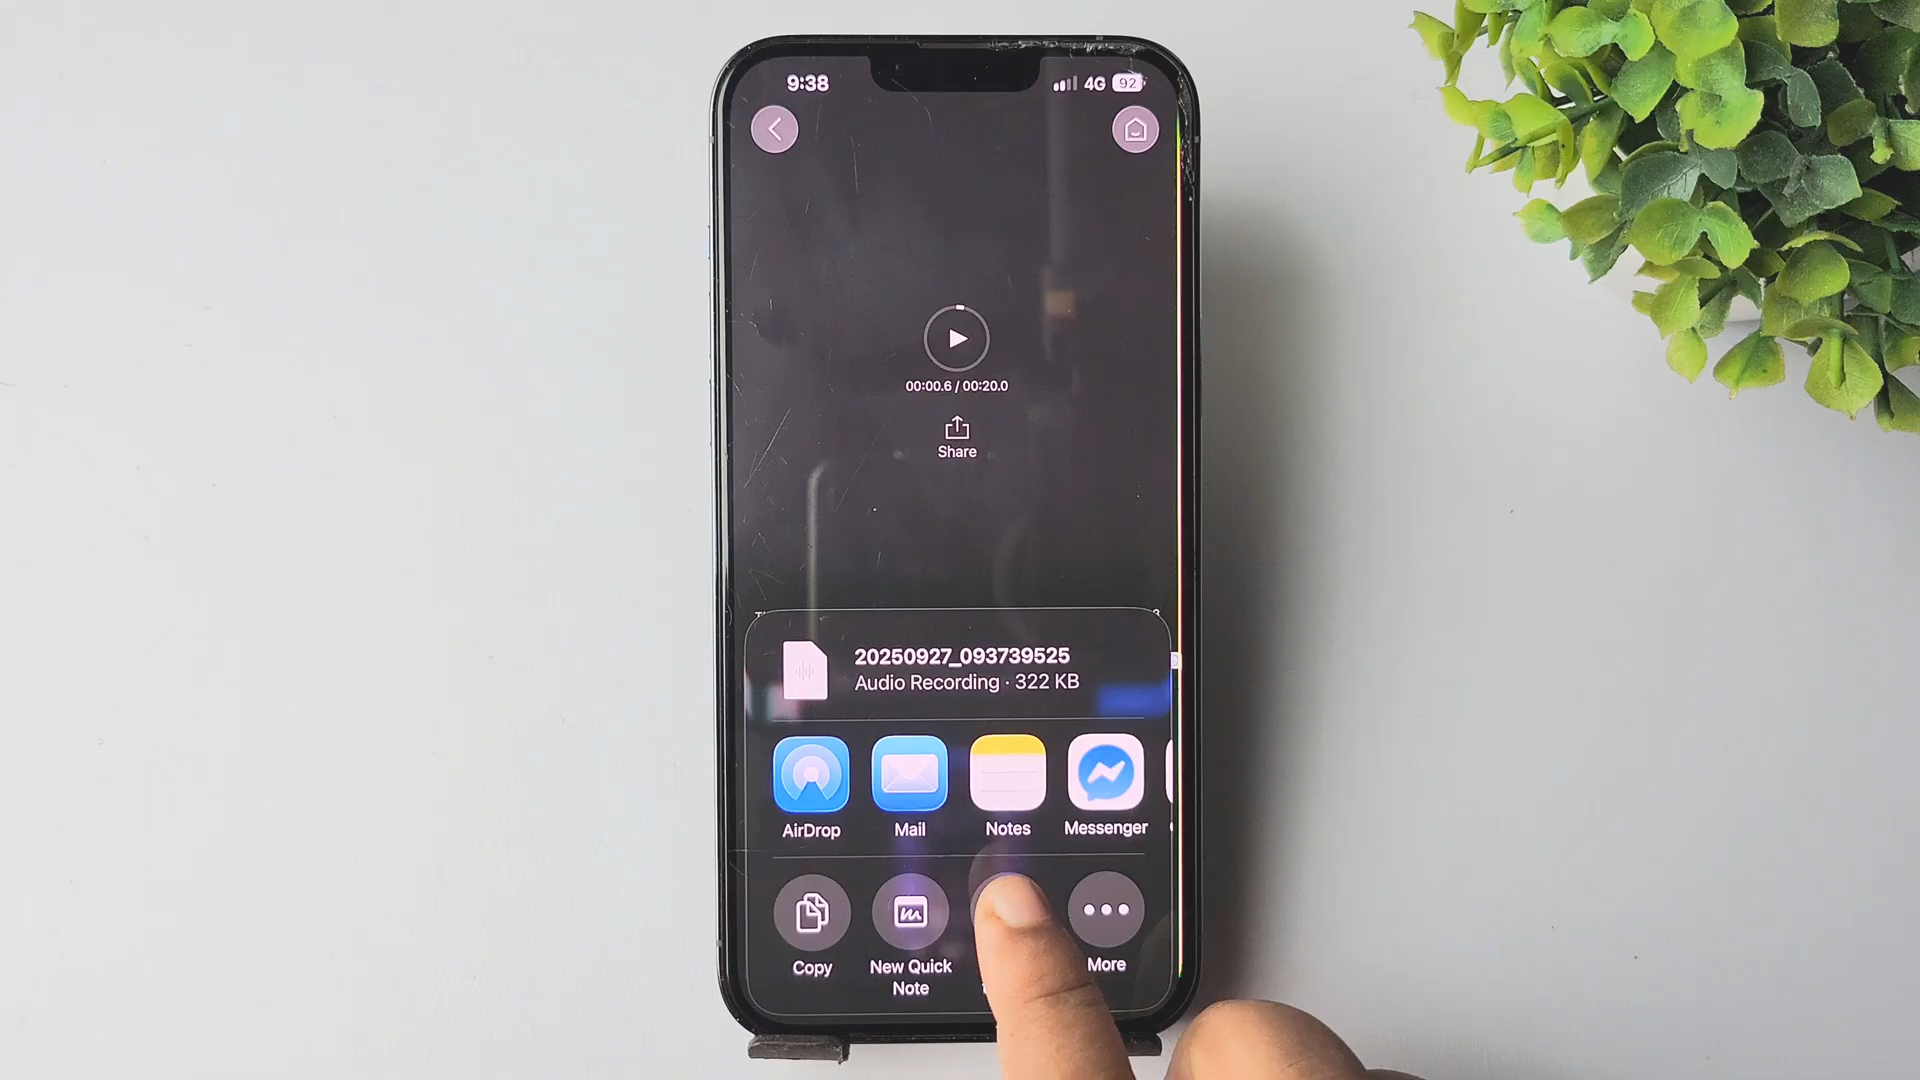 9:38
4G
92
00:00.6 / 00:20.0
Share
20250927_093739525
Audio Recording · 322 KB
AirDrop
Mail
Notes
Messenger
Copy
New Quick
Note
More